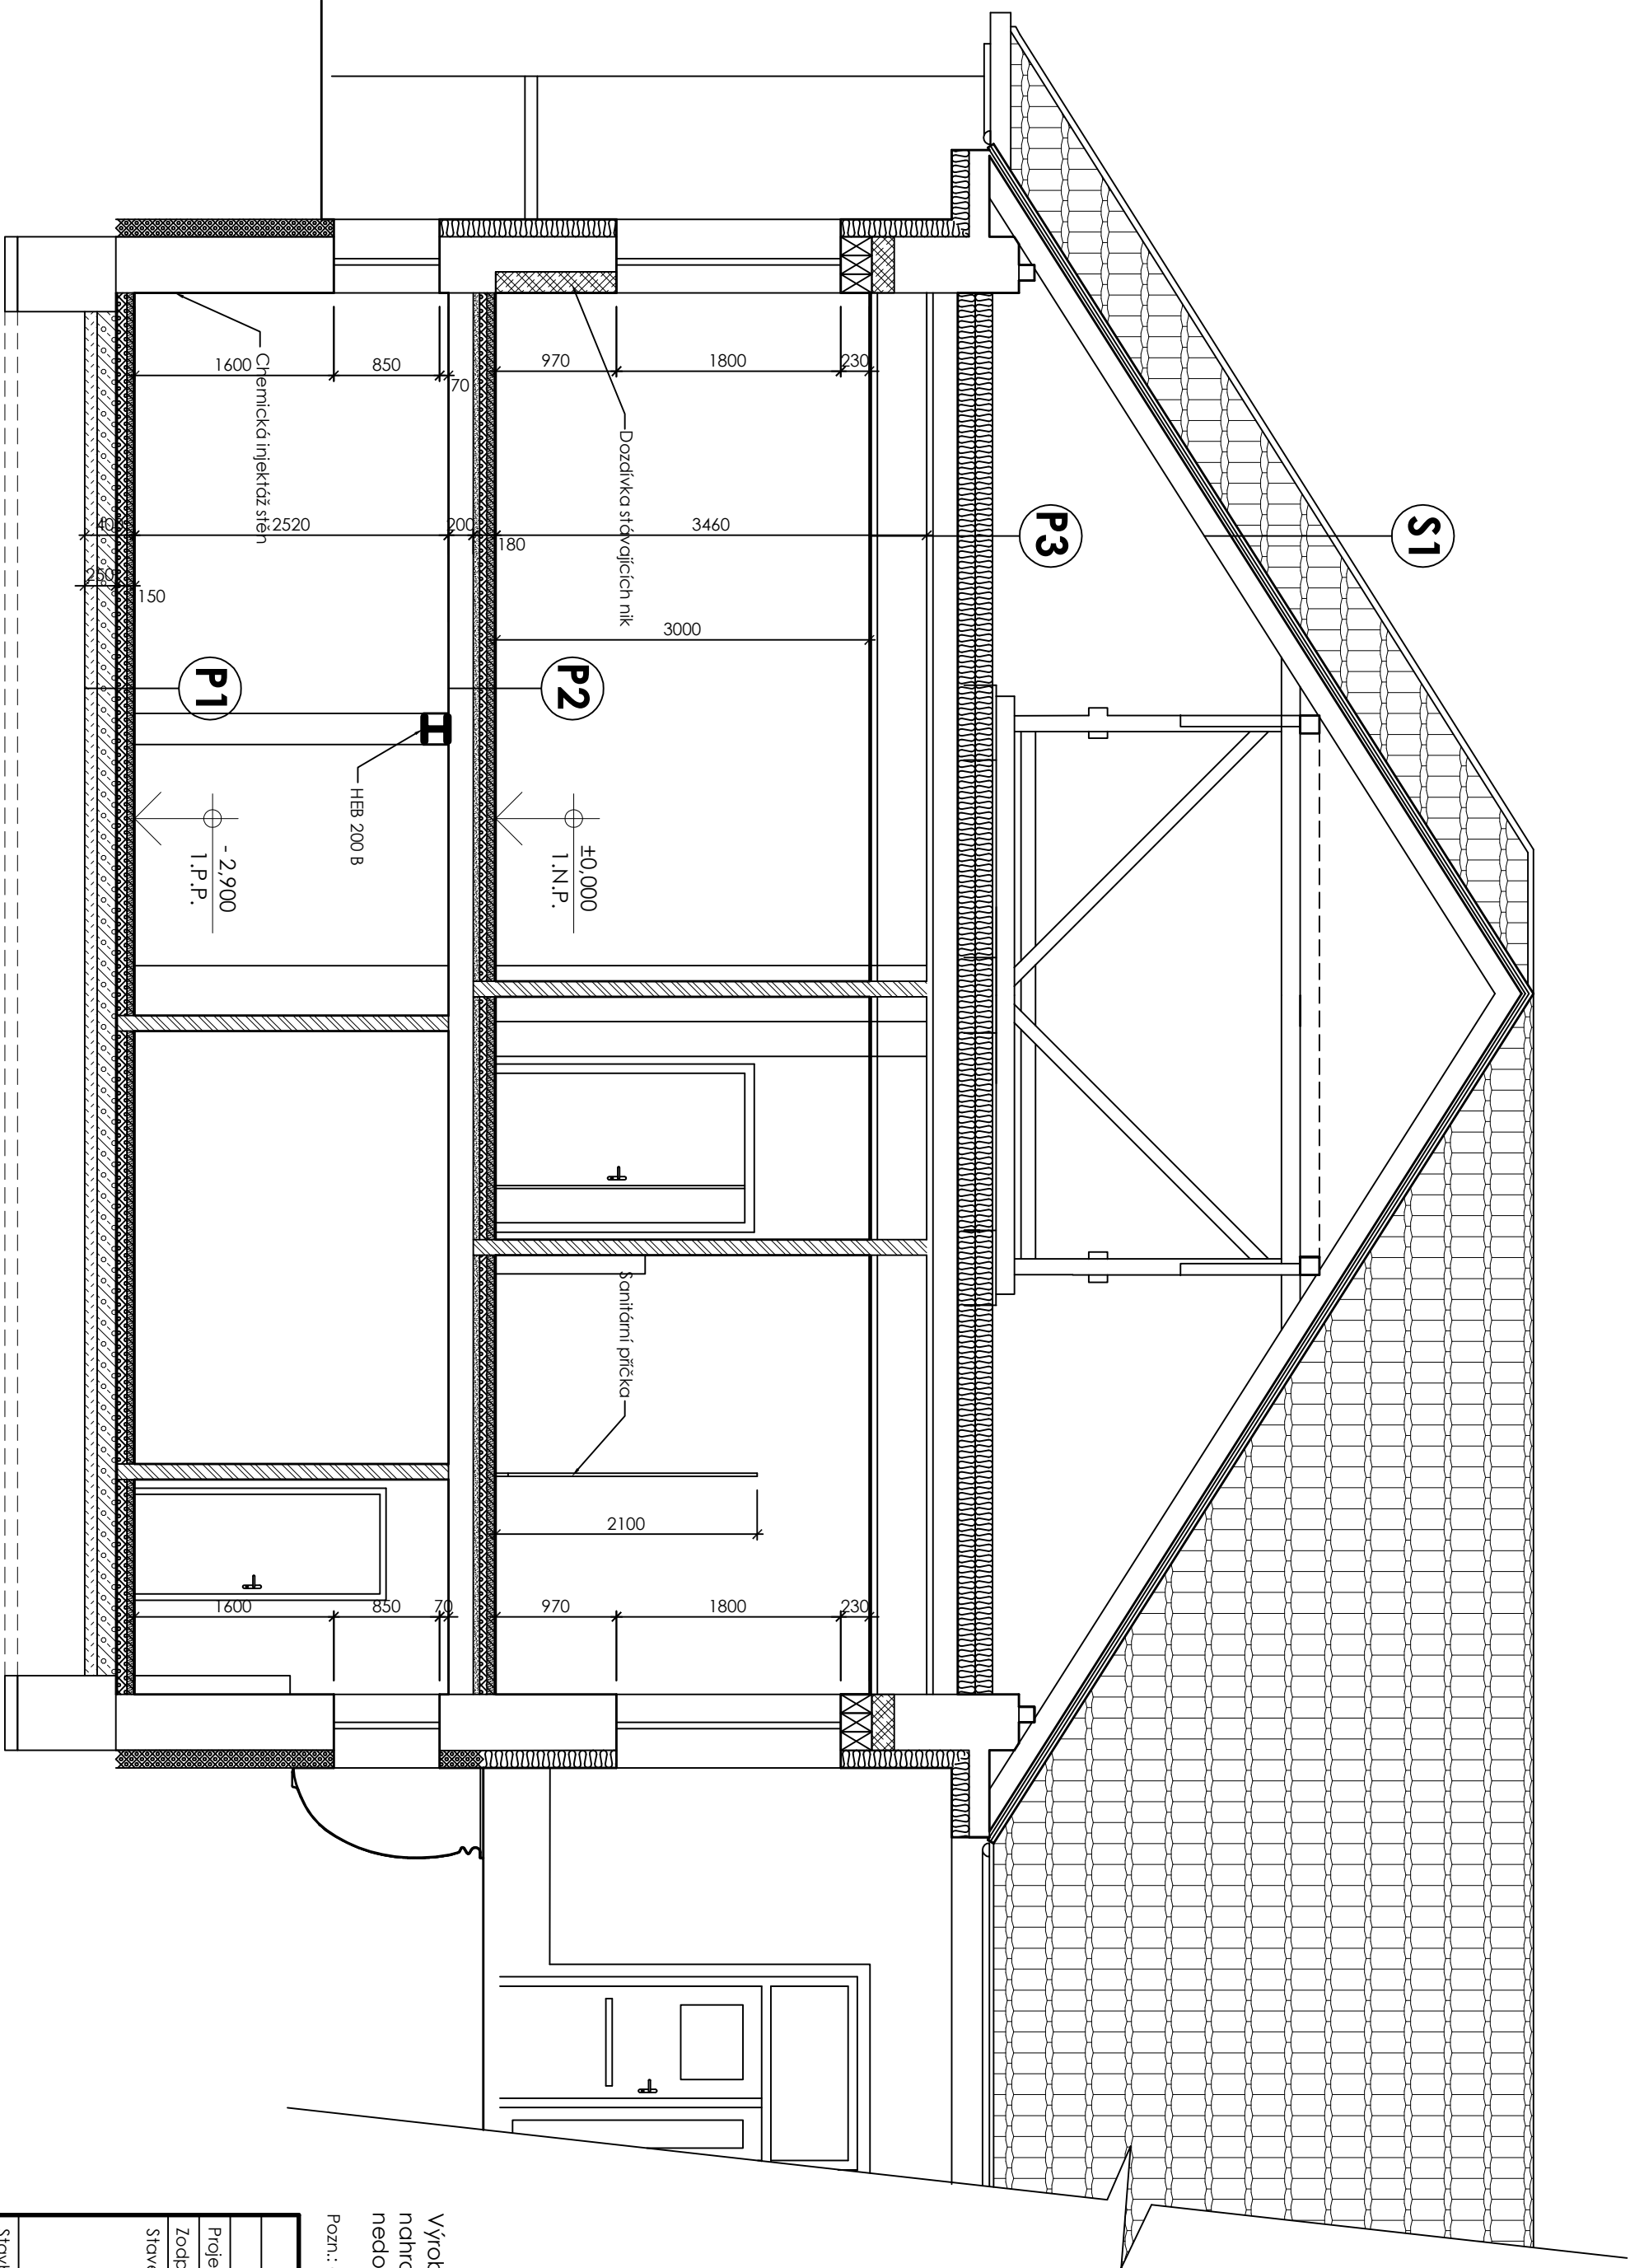 S1
P3
Dozdívka stávajících nik
P2
±0,000
1.N.P.
Sanitární příčka
Chemická injektáž stěn
HEB 200 B
P1
- 2,900
1.P.P.
230
1800
970
3460
180
3000
200
70
850
1600
2520
400
250
150
2100
230
1800
970
70
850
1600
Pozn.: